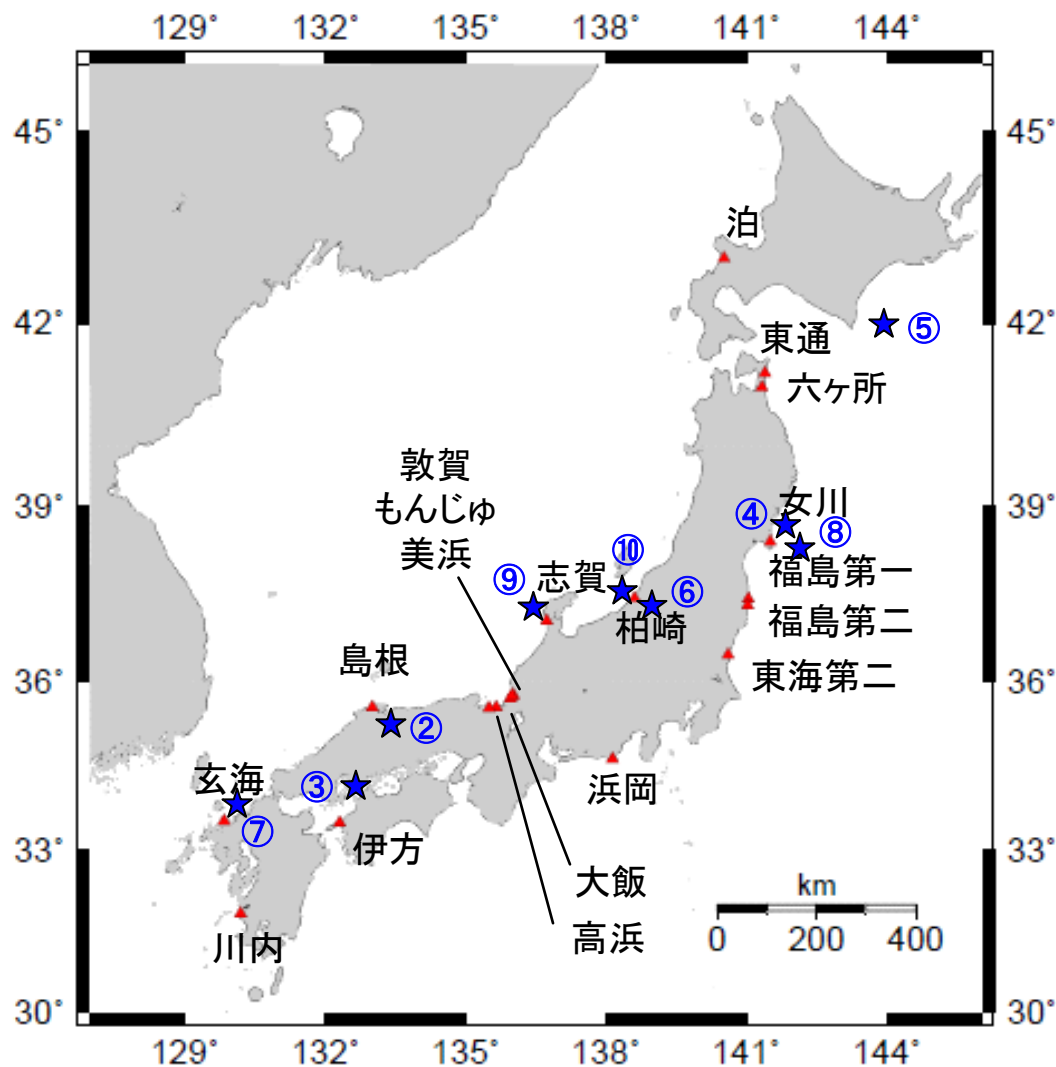 129° 132° 135° 138° 141° 144°
45° 45°
泊
42° ⑤ 42°
東通
六ヶ所
敦賀
もんじゅ
美浜
39° 39°
女川
④
⑧
⑩
⑨ 志賀
⑥
福島第一
柏崎
福島第二
島根
36° 36°
東海第二
②
玄海 ③
浜岡
⑦
伊方
33° 33°
大飯
km
高浜
0 200 400
川内
30° 30°
129° 132° 135° 138° 141° 144°